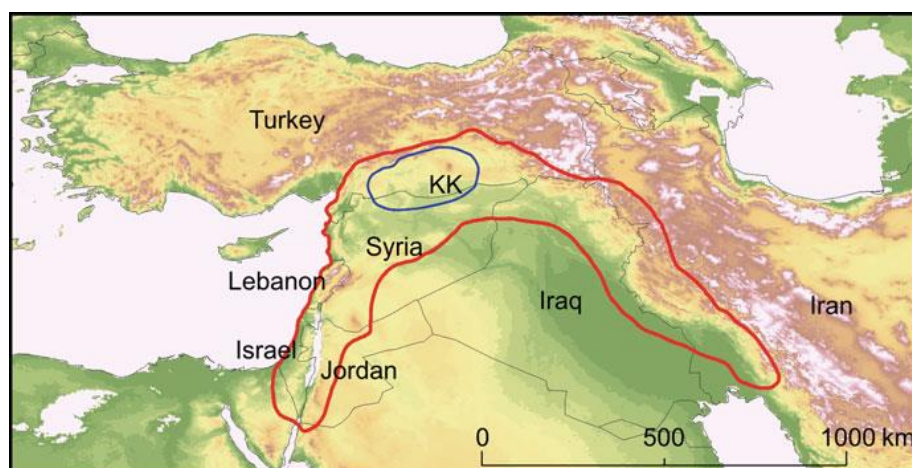 Turkey
KK
Syria
Lebanon
Iraq
Iran
Israel
Jordan
0 500 1000 km